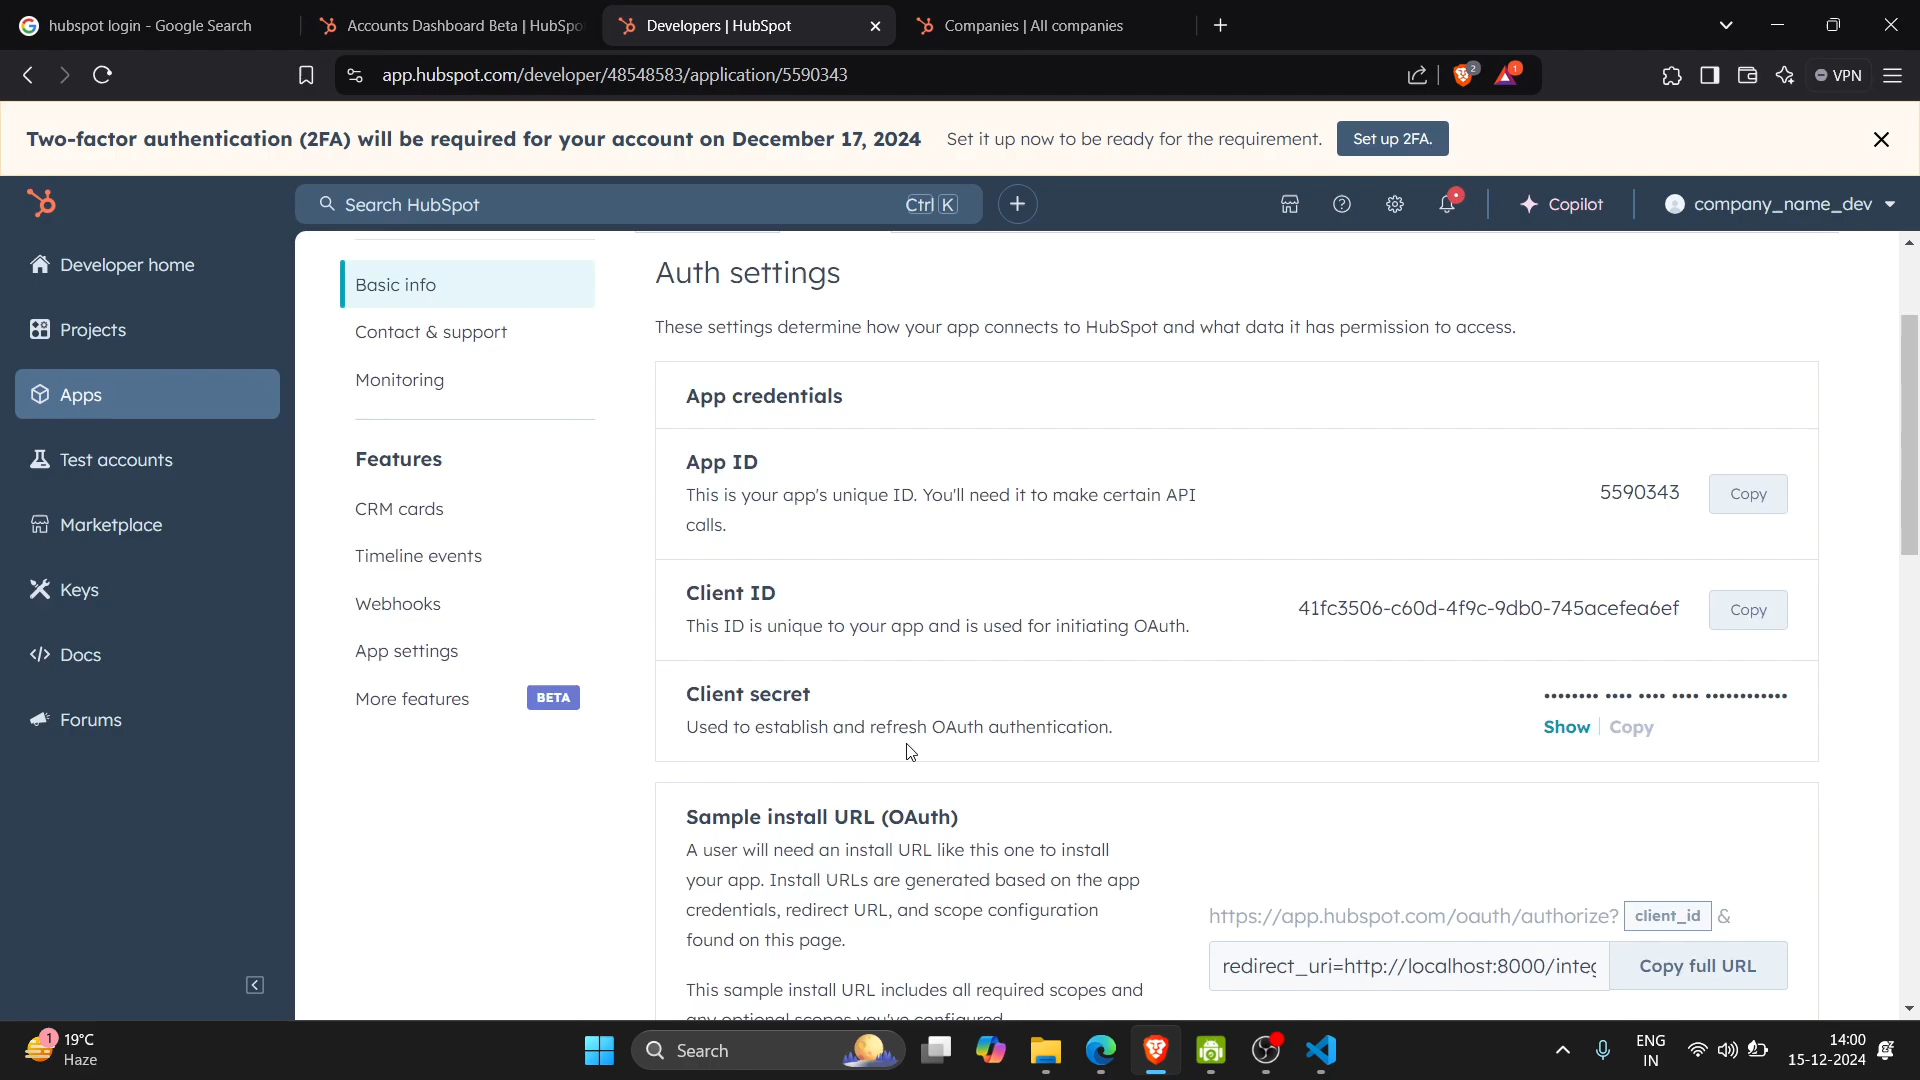 hubspot login - Google Search
Accounts Dashboard Beta | HubSpo
Developers | HubSpot
Companies | All companies
app.hubspot.com/developer/48548583/application/5590343
2
1
VPN
Two-factor authentication (2FA) will be required for your account on December 17, 2024
Set it up now to be ready for the requirement.
Set up 2FA.
Search HubSpot
Ctrl K
Copilot
company_name_dev
Developer home
Projects
Apps
Test accounts
Marketplace
Keys
Docs
Forums
Basic info
Contact & support
Monitoring
Features
CRM cards
Timeline events
Webhooks
App settings
More features
BETA
Auth settings
These settings determine how your app connects to HubSpot and what data it has permission to access.
App credentials
App ID
This is your app's unique ID. You'll need it to make certain API
calls.
5590343
Copy
Client ID
This ID is unique to your app and is used for initiating OAuth.
41fc3506-c60d-4f9c-9db0-745acefea6ef
Copy
Client secret
Used to establish and refresh OAuth authentication.
•••••••• •••• •••• •••• ••••••••••••
Show
Copy
Sample install URL (OAuth)
A user will need an install URL like this one to install
your app. Install URLs are generated based on the app
credentials, redirect URL, and scope configuration
found on this page.
This sample install URL includes all required scopes and
any optional scopes you've configured.
https://app.hubspot.com/oauth/authorize? client_id &
redirect_uri=http://localhost:8000/integ
Copy full URL
1
19°C
Haze
Search
ENG
IN
14:00
15-12-2024